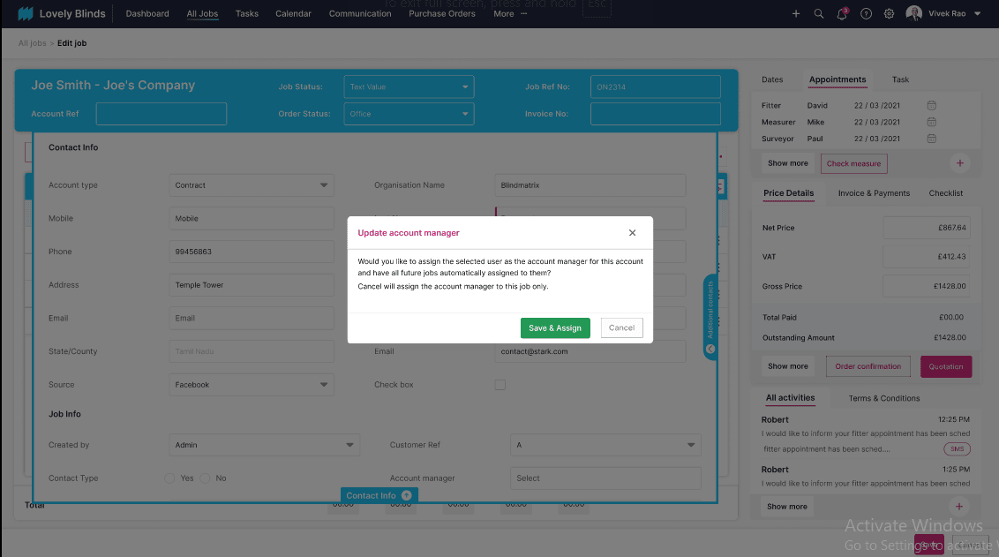 To exit full screen, press and hold Esc
Lovely Blinds
Dashboard
All Jobs
Tasks
Calendar
Communication
Purchase Orders
More
3
?
Vivek Rao
All jobs > Edit job
Joe Smith - Joe's Company
Job Status:
Text Value
Job Ref No:
ON2314
Account Ref
Order Status:
Office
Invoice No:
Contact Info
Account type
Contract
Organisation Name
Blindmatrix
Mobile
Mobile
Phone
99456863
Address
Temple Tower
Email
Email
State/County
Tamil Nadu
Email
contact@stark.com
Source
Facebook
Check box
Job Info
Created by
Admin
Customer Ref
A
Contact Type
Yes
No
Account manager
Select
Contact Info
Total
00.00
00.00
00.00
00.00
00.00
Additional contacts
Update account manager
Would you like to assign the selected user as the account manager for this account
and have all future jobs automatically assigned to them?
Cancel will assign the account manager to this job only.
Save & Assign
Cancel
Dates
Appointments
Task
Fitter
David
22 / 03 /2021
Measurer
Mike
22 / 03 /2021
Surveyor
Paul
22 / 03 /2021
Show more
Check measure
Price Details
Invoice & Payments
Checklist
Net Price
£867.64
VAT
£412.43
Gross Price
£1428.00
Total Paid
£00.00
Outstanding Amount
£1428.00
Show more
Order confirmation
Quotation
All activities
Terms & Conditions
Robert
12:25 PM
I would like to inform your fitter appointment has been sched
fitter appointment has been sched....
SMS
Robert
1:25 PM
I would like to inform your fitter appointment has been sched
Show more
Activate Windows
Go to Settings to activate